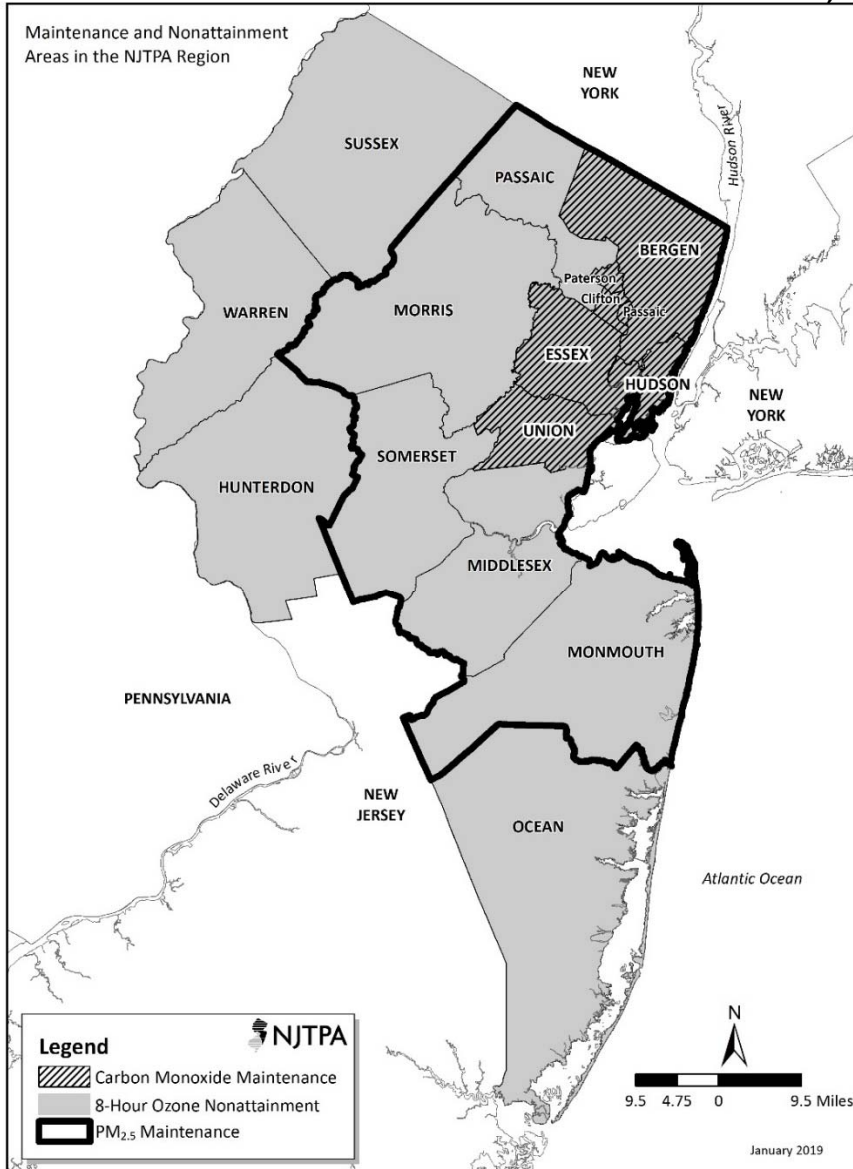 Maintenance and Nonattainment
Areas in the NJTPA Region
NEW
YORK
Hudson River
SUSSEX
PASSAIC
BERGEN
Paterson
Clifton
Passaic
WARREN
MORRIS
ESSEX
HUDSON
NEW
YORK
UNION
SOMERSET
HUNTERDON
MIDDLESEX
MONMOUTH
PENNSYLVANIA
Delaware River
NEW
JERSEY
OCEAN
Atlantic Ocean
N
Legend
NJTPA
Carbon Monoxide Maintenance
8-Hour Ozone Nonattainment
PM2.5 Maintenance
9.5 4.75 0 9.5 Miles
January 2019